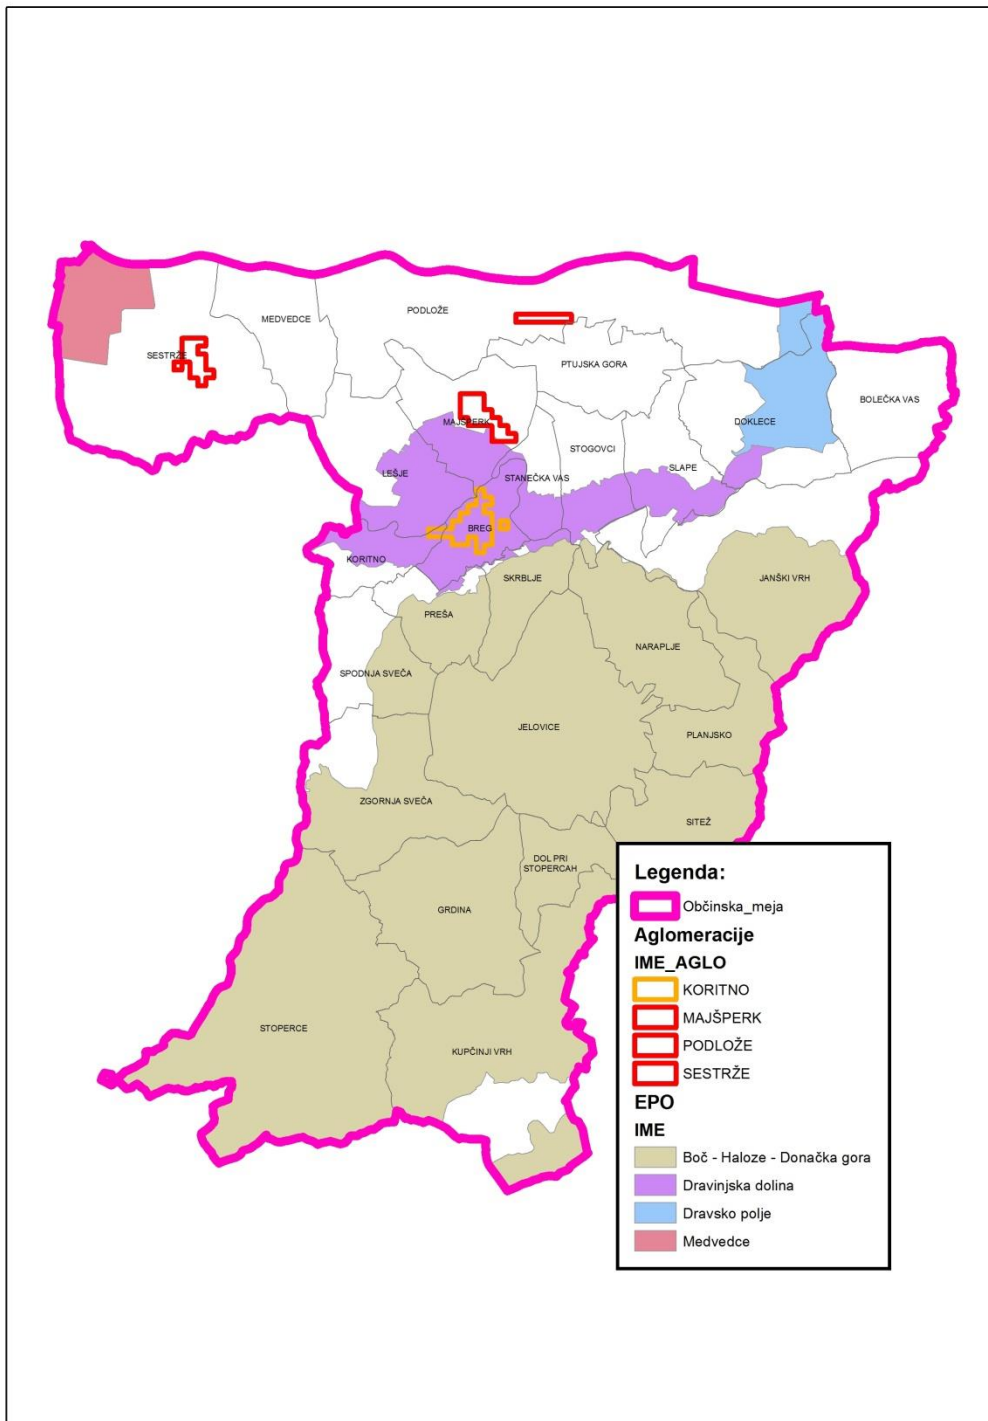 MEDVEDCE
PODLOŽE
SESTRŽE
PTUJSKA GORA
BOLEČKA VAS
MAJŠPERK
DOKLECE
STOGOVCI
LEŠJE
STANEČKA VAS
SLAPE
BREG
KORITNO
SKRBLJE
JANŠKI VRH
PREŠA
NARAPLJE
SPODNJA SVEČA
JELOVICE
PLANJSKO
ZGORNJA SVEČA
SITEŽ
DOL PRI
STOPERCAH
GRDINA
STOPERCE
KUPČINJI VRH
Legenda:
Občinska_meja
Aglomeracije
IME_AGLO
KORITNO
MAJŠPERK
PODLOŽE
SESTRŽE
EPO
IME
Boč - Haloze - Donačka gora
Dravinjska dolina
Dravsko polje
Medvedce